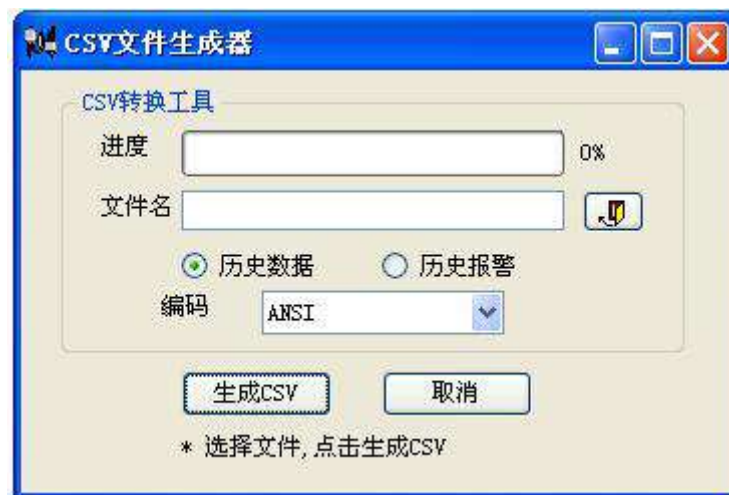 CSV文件生成器
CSV转换工具
进度 0%
文件名
历史数据 历史报警
编码 ANSI
生成CSV 取消
* 选择文件,点击生成CSV